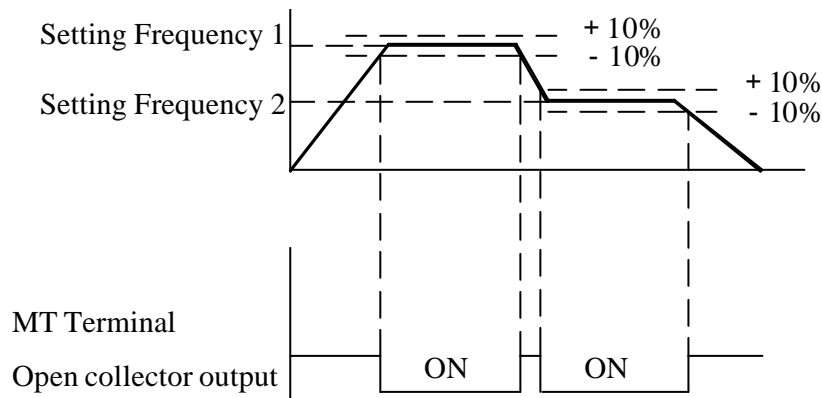 Setting Frequency 1
+ 10%
- 10%
Setting Frequency 2
+ 10%
- 10%
MT Terminal
Open collector output
ON
ON